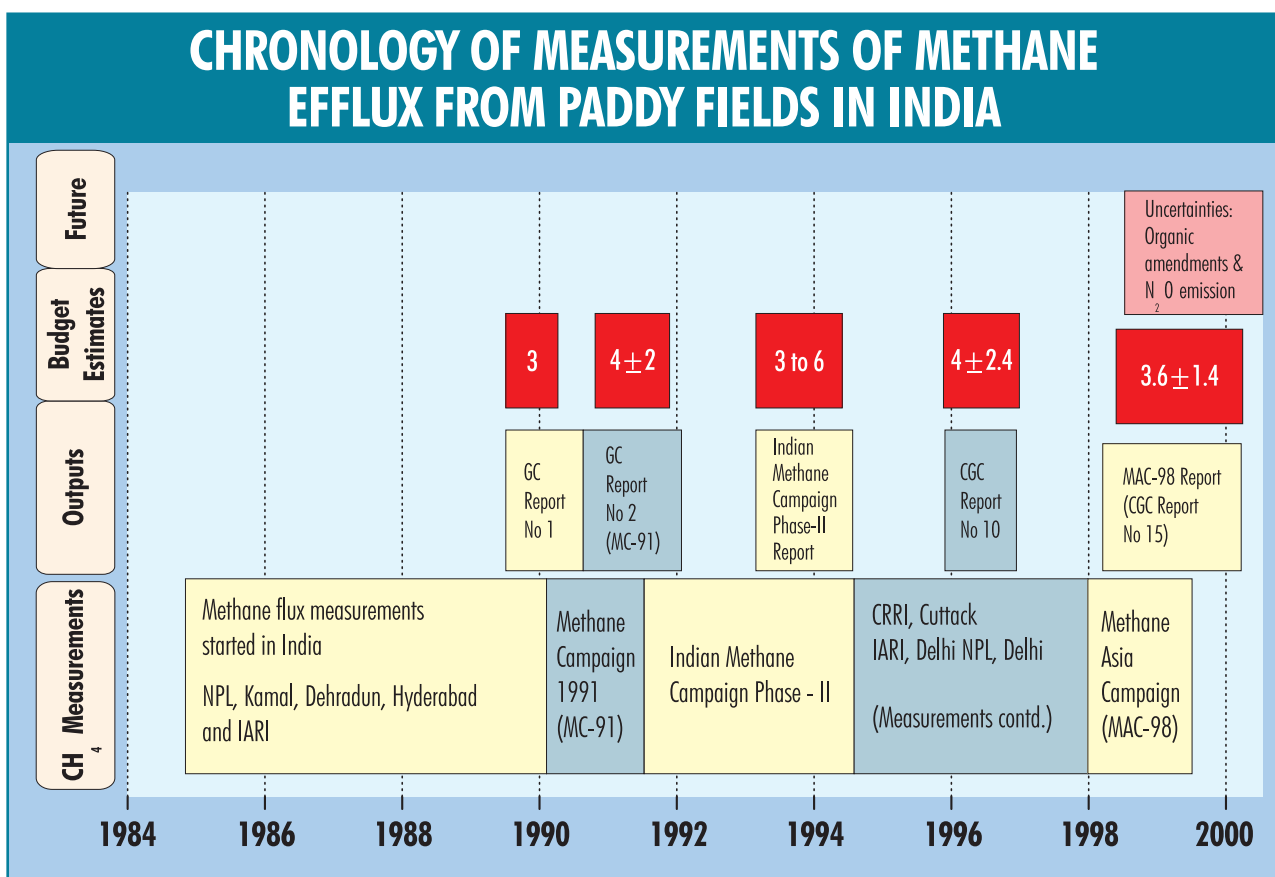 CHRONOLOGY OF MEASUREMENTS OF METHANE
EFFLUX FROM PADDY FIELDS IN INDIA
Future
Uncertainties:
Organic
amendments &
N₂O emission
Budget
Estimates
3
4±2
3 to 6
4±2.4
3.6±1.4
Outputs
GC
Report
No 1
GC
Report
No 2
(MC-91)
Indian
Methane
Campaign
Phase-II
Report
CGC
Report
No 10
MAC-98 Report
(CGC Report
No 15)
CH₄ Measurements
Methane flux measurements
started in India
NPL, Kamal, Dehradun, Hyderabad
and IARI
Methane
Campaign
1991
(MC-91)
Indian Methane
Campaign Phase - II
CRRI, Cuttack
IARI, Delhi NPL, Delhi
(Measurements contd.)
Methane
Asia
Campaign
(MAC-98)
1984 1986 1988 1990 1992 1994 1996 1998 2000